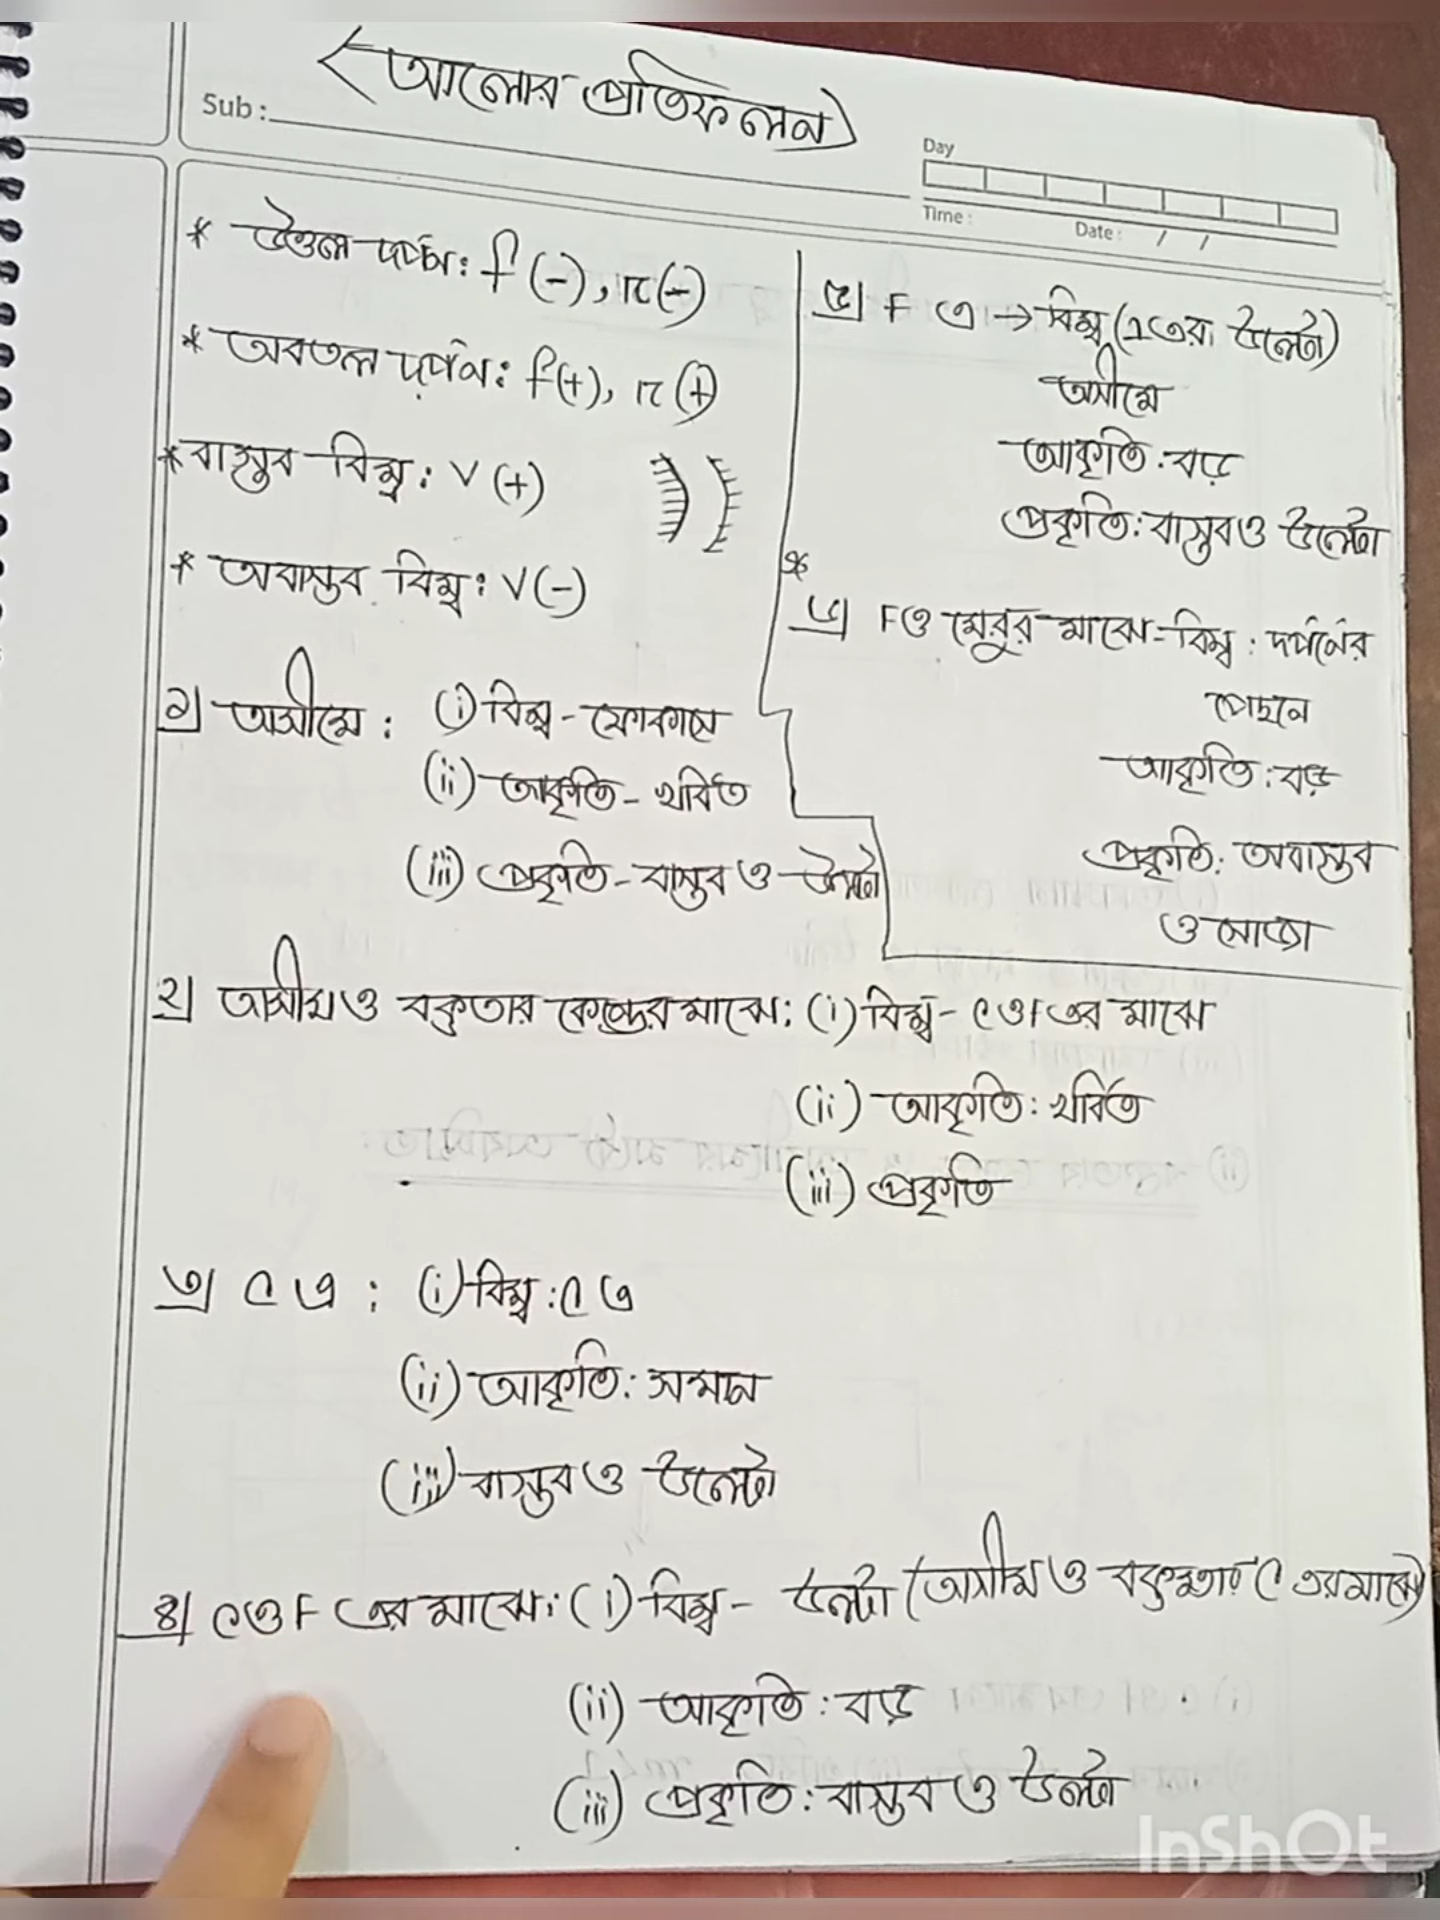 (আলোর প্রতিফলন)
Sub :
Day
Time :
Date : / /
* উত্তল দর্পণ: f (-), r (-)
* অবতল দর্পণ: f (+), r (+)
* বাস্তব বিম্ব: v (+)
* অবাস্তব বিম্ব: v (-)
১| অসীমে : (i) বিম্ব - ফোকাসে
(ii) আকৃতি - খর্বিত
(iii) প্রকৃতি - বাস্তব ও উল্টা
৫| F এ → বিম্ব (এতরা উল্টো)
অসীমে
আকৃতি : বড়
প্রকৃতি : বাস্তব ও উল্টো
৬| F ও মেরুর মাঝে - বিম্ব : দর্পনের
পেছনে
আকৃতি : বড়
প্রকৃতি : অবাস্তব
ও সোজা
২| অসীম ও বক্রতার কেন্দ্রের মাঝে : (i) বিম্ব - C ও F এর মাঝে
(ii) আকৃতি : খর্বিত
(iii) প্রকৃতি
৩| C এ : (i) বিম্ব : C এ
(ii) আকৃতি : সমান
(iii) বাস্তব ও উল্টো
৪| C ও F এর মাঝে : (i) বিম্ব - উল্টা (অসীম ও বক্রতার C এর মাঝে)
(ii) আকৃতি : বড়
(iii) প্রকৃতি : বাস্তব ও উল্টা
InShOt